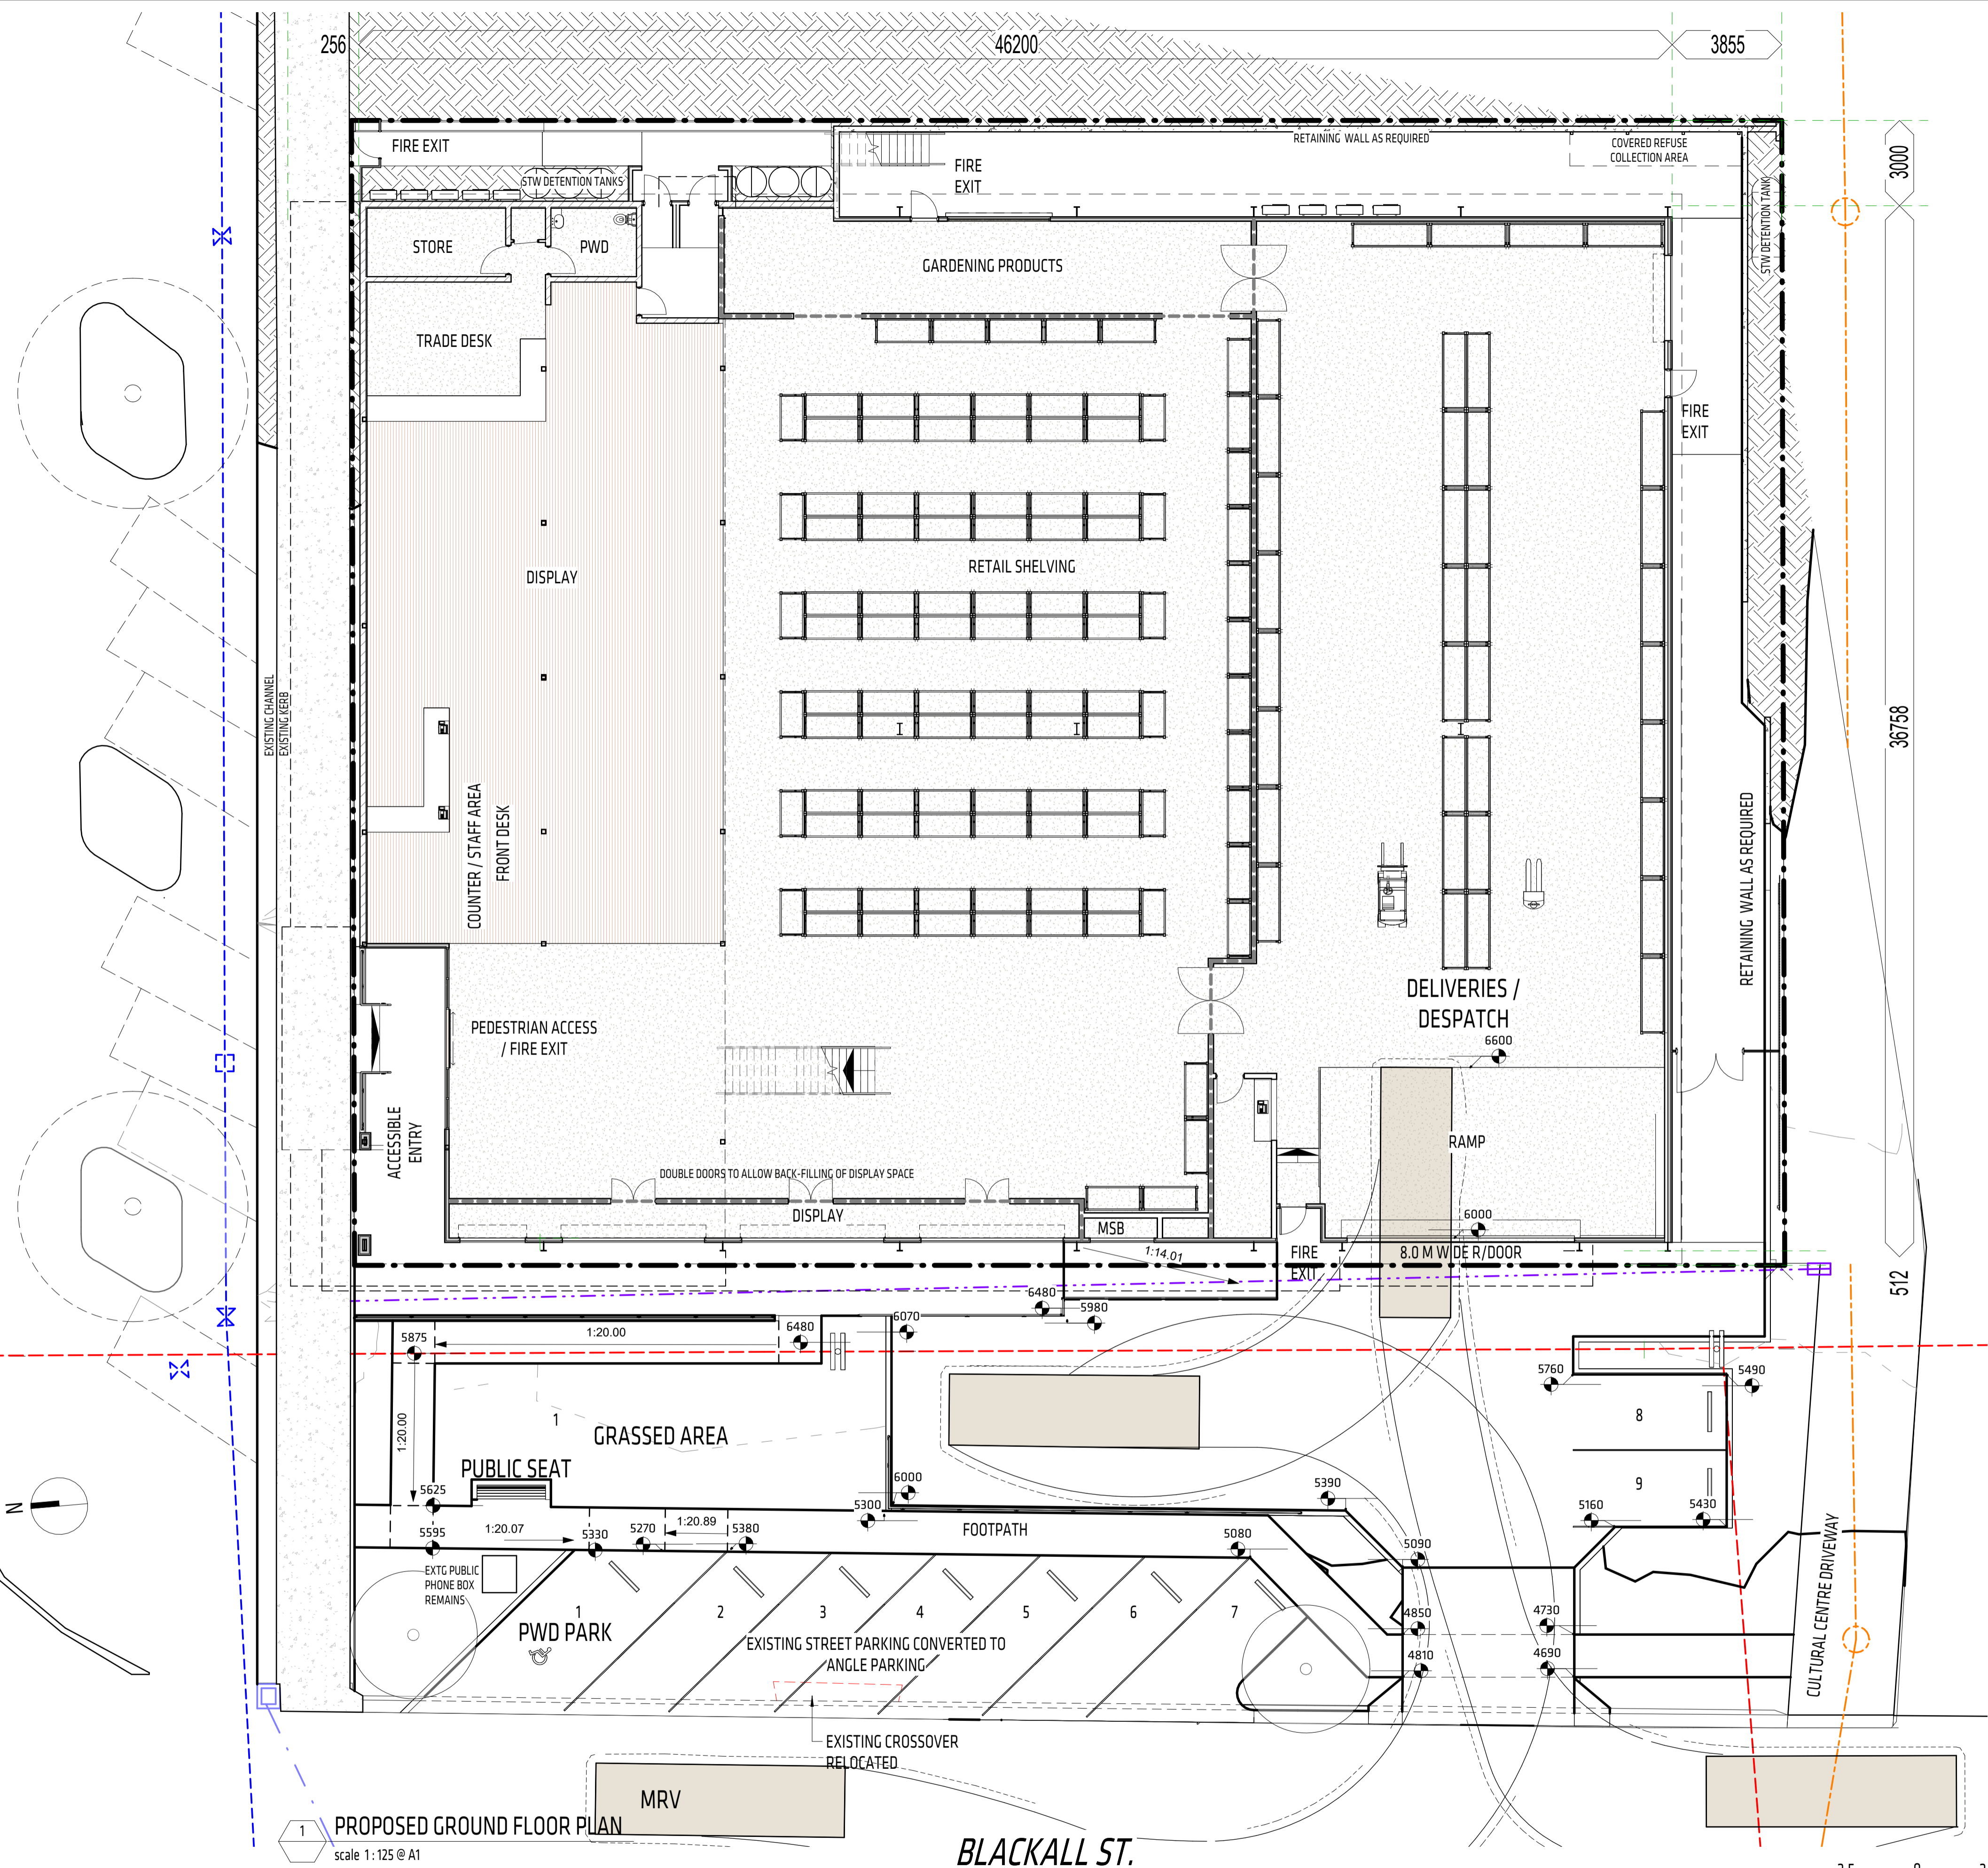 256
46200
3855
FIRE EXIT
RETAINING WALL AS REQUIRED
COVERED REFUSE
COLLECTION AREA
3000
FIRE
EXIT
STW DETENTION TANKS
STW DETENTION TANK
STORE
PWD
GARDENING PRODUCTS
TRADE DESK
FIRE
EXIT
DISPLAY
RETAIL SHELVING
EXISTING CHANNEL
EXISTING KERB
36758
COUNTER / STAFF AREA
FRONT DESK
RETAINING WALL AS REQUIRED
DELIVERIES /
DESPATCH
6600
PEDESTRIAN ACCESS
/ FIRE EXIT
ACCESSIBLE
ENTRY
RAMP
DOUBLE DOORS TO ALLOW BACK-FILLING OF DISPLAY SPACE
DISPLAY
MSB
6000
1:14.01
FIRE
EXIT
8.0 M WIDE R/DOOR
512
6480
5980
6070
6480
1:20.00
5875
5760
5490
1:20.00
1
GRASSED AREA
8
PUBLIC SEAT
9
5625
6000
5390
5300
5160
5430
N
5595
1:20.07
5330
5270
1:20.89
5380
FOOTPATH
5080
5090
EXTG PUBLIC
PHONE BOX
REMAINS
1
2
3
4
5
6
7
4850
4730
PWD PARK
EXISTING STREET PARKING CONVERTED TO
ANGLE PARKING
4810
4690
CULTURAL CENTRE DRIVEWAY
EXISTING CROSSOVER
RELOCATED
MRV
1
PROPOSED GROUND FLOOR PLAN
scale 1 : 125 @ A1
BLACKALL ST.